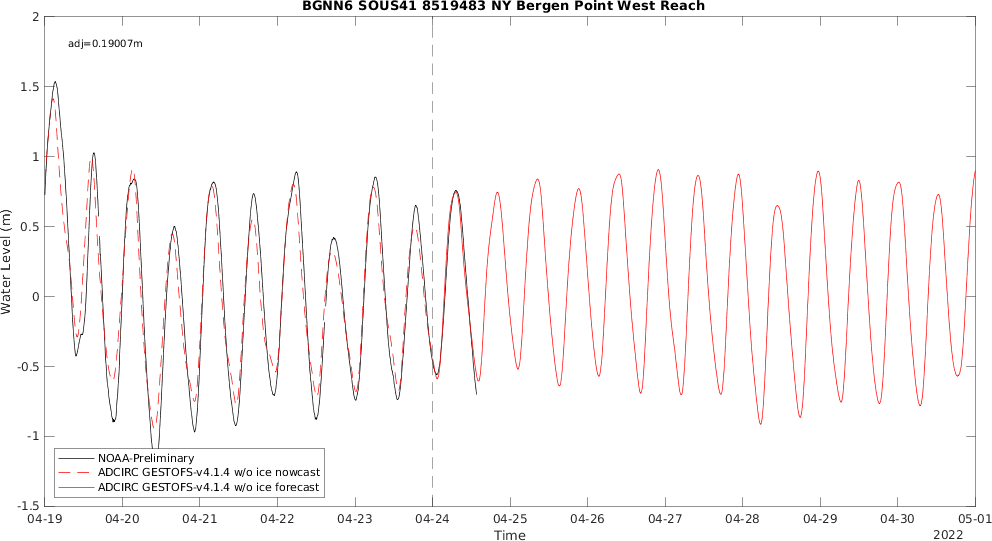 BGNN6 SOUS41 8519483 NY Bergen Point West Reach
2
adj=0.19007m
1.5
1
0.5
0
-0.5
-1
-1.5
Water Level (m)
NOAA-Preliminary
ADCIRC GESTOFS-v4.1.4 w/o ice nowcast
ADCIRC GESTOFS-v4.1.4 w/o ice forecast
04-19 04-20 04-21 04-22 04-23 04-24 04-25 04-26 04-27 04-28 04-29 04-30 05-01
Time
2022